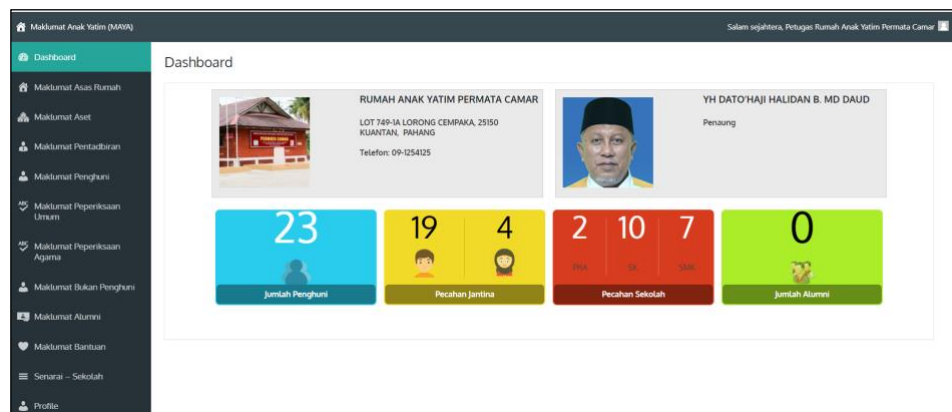 Maklumat Anak Yatim (MAYA)
Salam sejahtera, Petugas Rumah Anak Yatim Permata Camar
Dashboard
Maklumat Asas Rumah
Maklumat Aset
Maklumat Pentadbiran
Maklumat Penghuni
ABC
Maklumat Peperiksaan
Umum
ABC
Maklumat Peperiksaan
Agama
Maklumat Bukan Penghuni
Maklumat Alumni
Maklumat Bantuan
Senarai – Sekolah
Profile
Dashboard
RUMAH ANAK YATIM PERMATA CAMAR
LOT 749-1A LORONG CEMPAKA, 25150
KUANTAN, PAHANG
Telefon: 09-1254125
YH DATO'HAJI HALIDAN B. MD DAUD
Penaung
23
Jumlah Penghuni
19 4
Pecahan Jantina
2 10 7
PRA SK SMK
Pecahan Sekolah
0
Jumlah Alumni